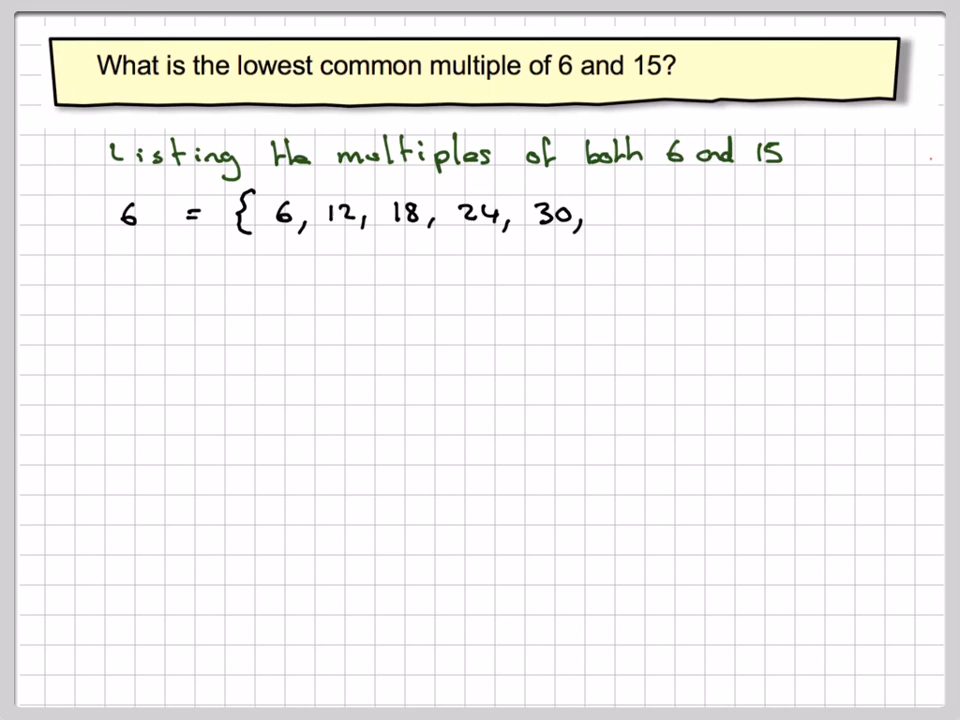 What is the lowest common multiple of 6 and 15?
Listing the multiples of both 6 and 15
6 = { 6, 12, 18, 24, 30,